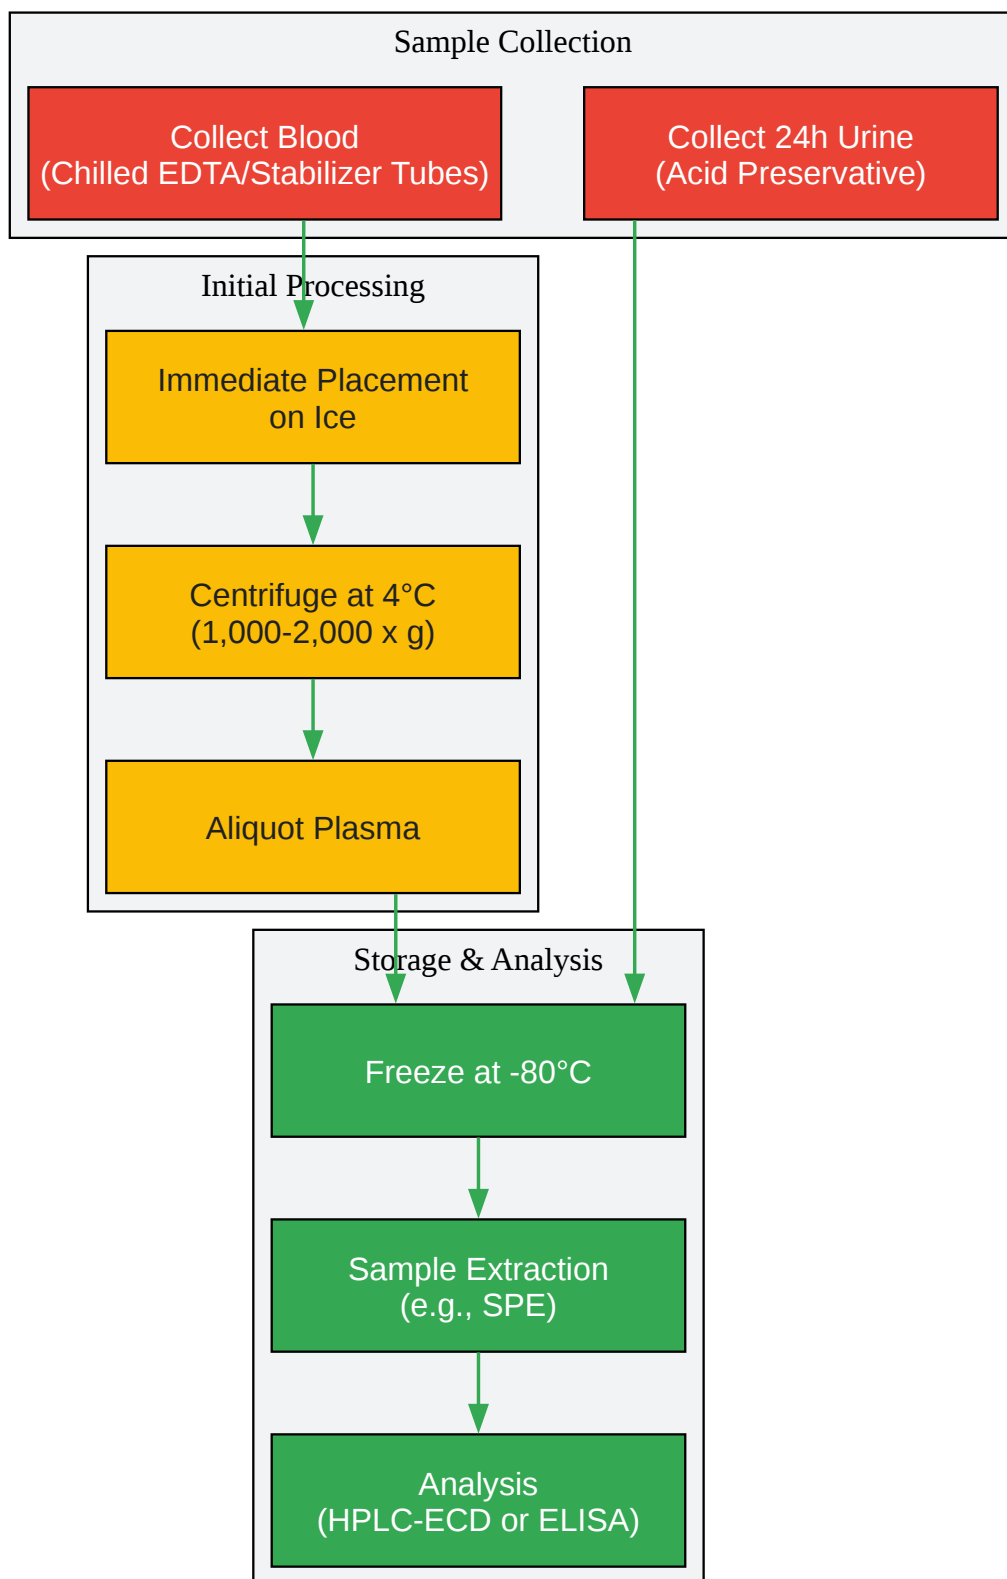 Sample Collection
Collect Blood
(Chilled EDTA/Stabilizer Tubes)
Collect 24h Urine
(Acid Preservative)
Initial Processing
Immediate Placement
on Ice
Centrifuge at 4°C
(1,000-2,000 x g)
Aliquot Plasma
Storage & Analysis
Freeze at -80°C
Sample Extraction
(e.g., SPE)
Analysis
(HPLC-ECD or ELISA)